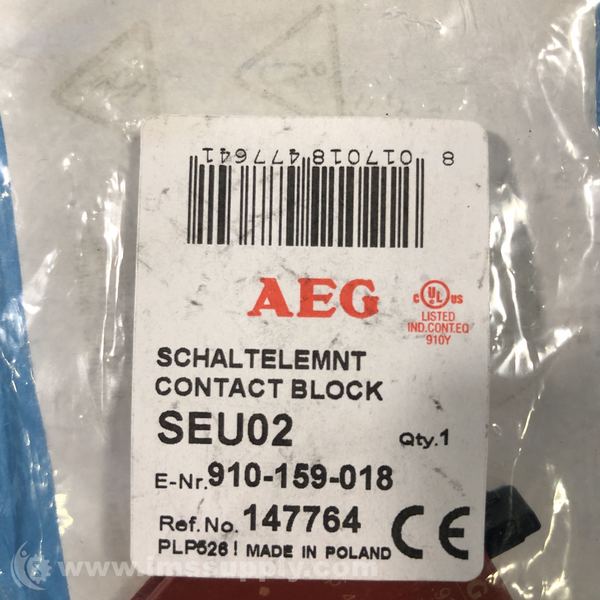 8 017018 477641
AEG
C UL US
LISTED
IND.CONT.EQ
910Y
SCHALTELEMNT
CONTACT BLOCK
SEU02 Qty.1
E-Nr.910-159-018
Ref.No. 147764 CE
PLP526! MADE IN POLAND
www.imssupply.com